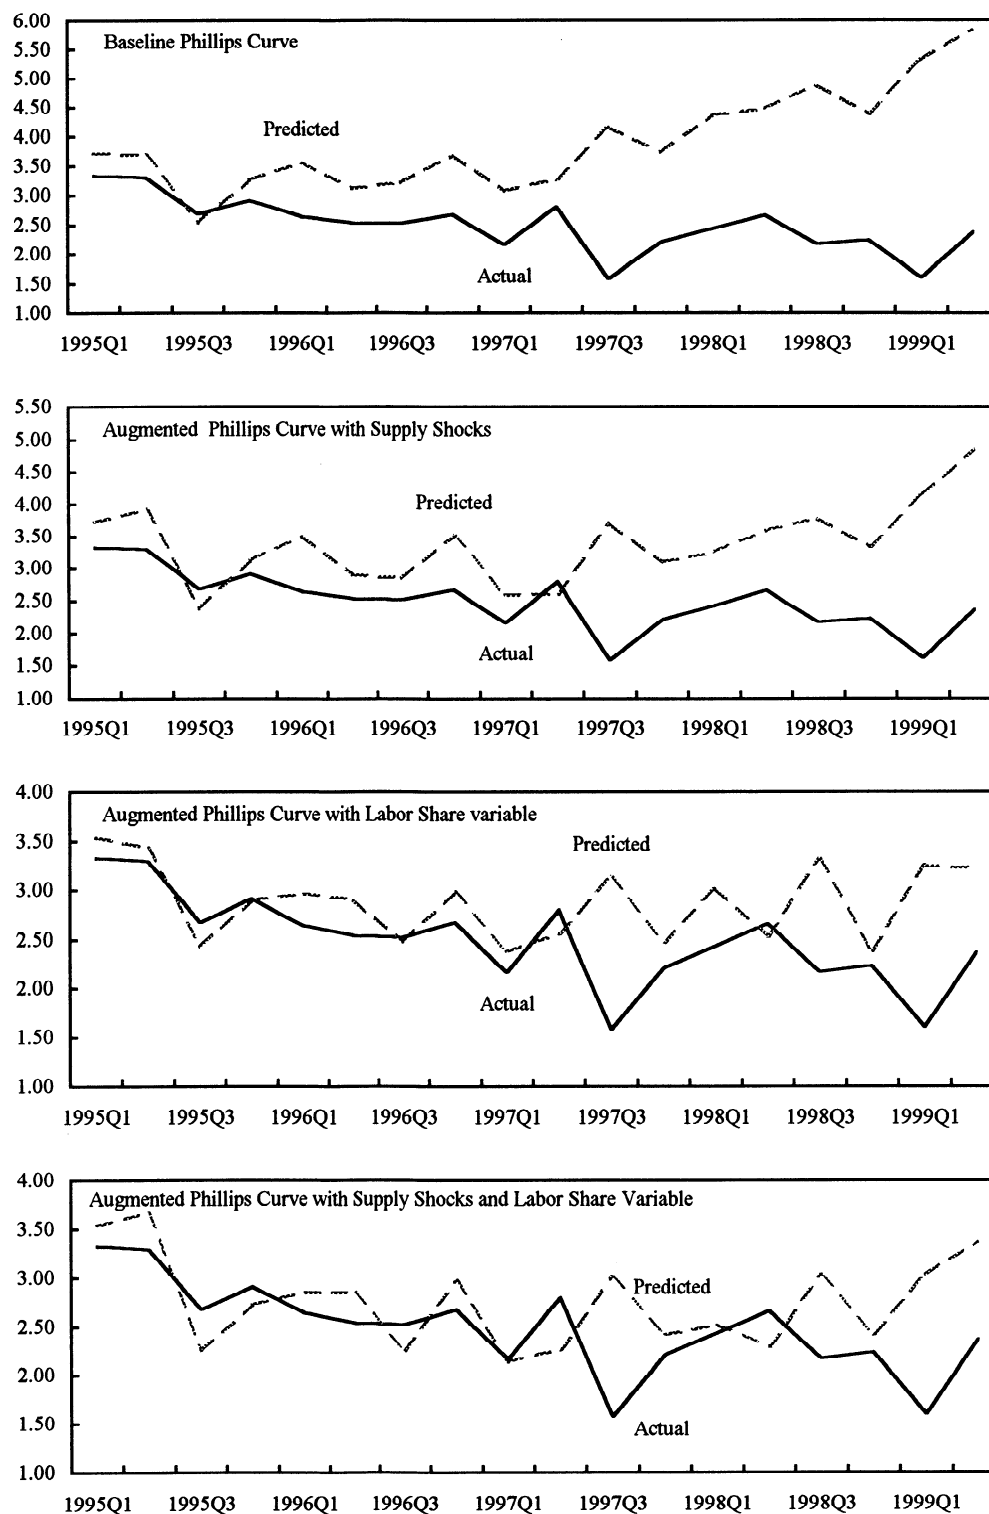 6.00
Baseline Phillips Curve
5.50
5.00
4.50
4.00
Predicted
3.50
3.00
2.50
2.00
Actual
1.50
1.00
1995Q1 1995Q3 1996Q1 1996Q3 1997Q1 1997Q3 1998Q1 1998Q3 1999Q1
5.50
Augmented Phillips Curve with Supply Shocks
5.00
4.50
4.00
Predicted
3.50
3.00
2.50
2.00
Actual
1.50
1.00
1995Q1 1995Q3 1996Q1 1996Q3 1997Q1 1997Q3 1998Q1 1998Q3 1999Q1
4.00
Augmented Phillips Curve with Labor Share variable
3.50
Predicted
3.00
2.50
2.00
Actual
1.50
1.00
1995Q1 1995Q3 1996Q1 1996Q3 1997Q1 1997Q3 1998Q1 1998Q3 1999Q1
4.00
Augmented Phillips Curve with Supply Shocks and Labor Share Variable
3.50
3.00
Predicted
2.50
2.00
1.50
Actual
1.00
1995Q1 1995Q3 1996Q1 1996Q3 1997Q1 1997Q3 1998Q1 1998Q3 1999Q1